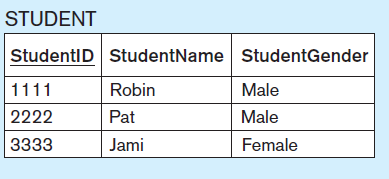 STUDENT
StudentID StudentName StudentGender
1111 Robin Male
2222 Pat Male
3333 Jami Female